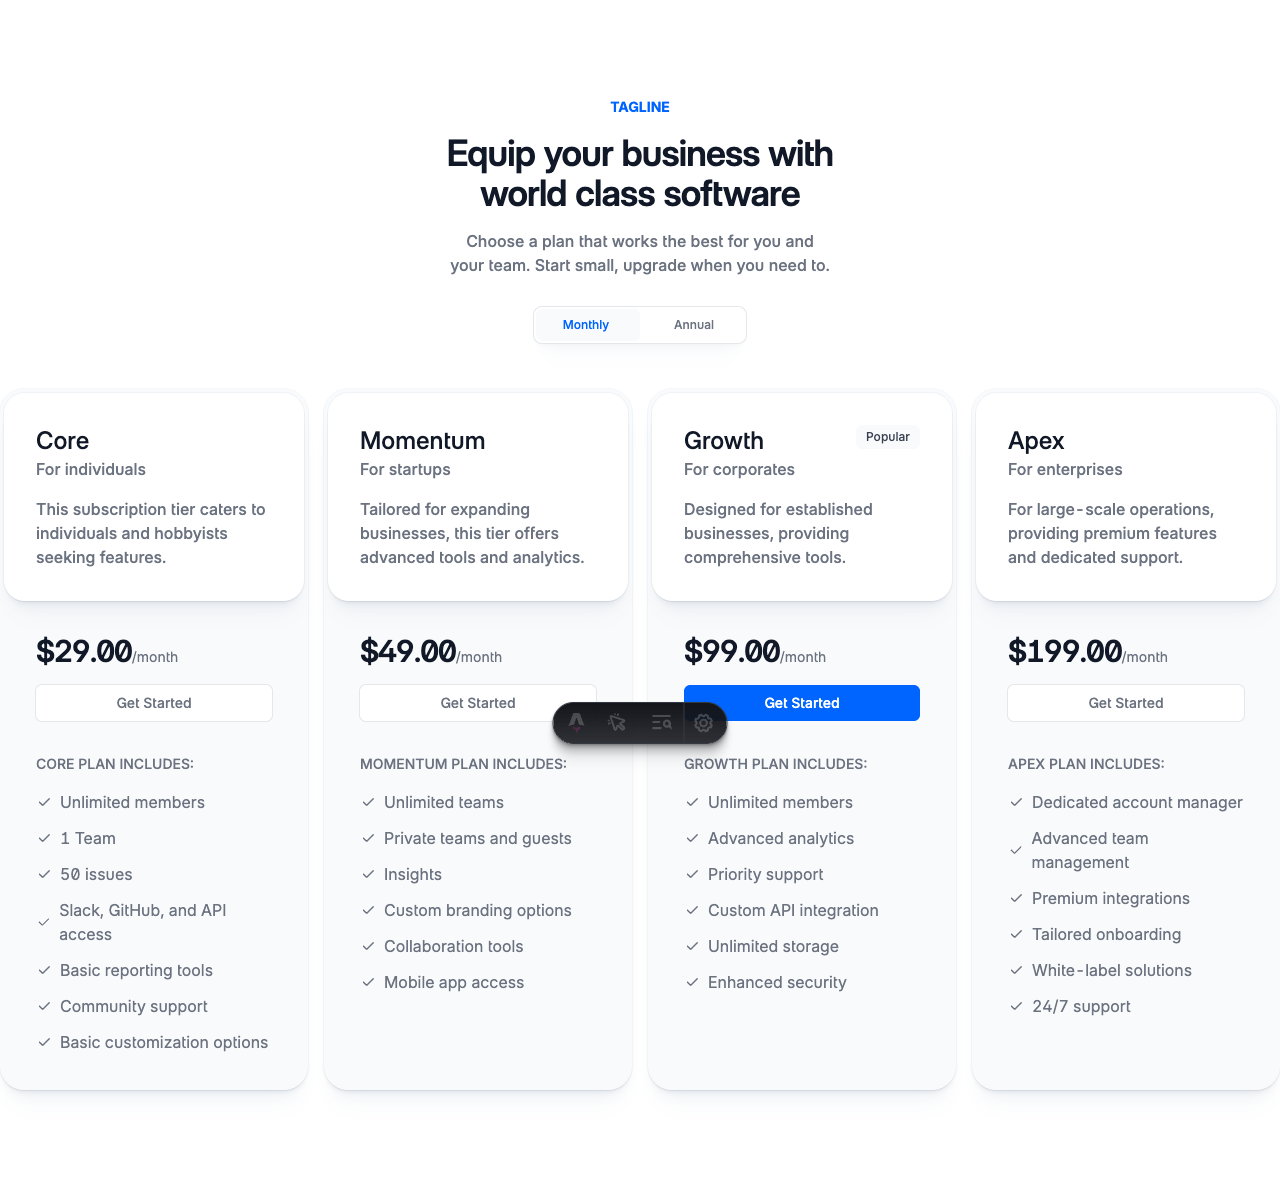 TAGLINE
Equip your business with
world class software
Choose a plan that works the best for you and
your team. Start small, upgrade when you need to.
Monthly
Annual
Core
For individuals
This subscription tier caters to
individuals and hobbyists
seeking features.
$29.00/month
Get Started
CORE PLAN INCLUDES:
Unlimited members
1 Team
50 issues
Slack, GitHub, and API
access
Basic reporting tools
Community support
Basic customization options
Momentum
For startups
Tailored for expanding
businesses, this tier offers
advanced tools and analytics.
$49.00/month
Get Started
MOMENTUM PLAN INCLUDES:
Unlimited teams
Private teams and guests
Insights
Custom branding options
Collaboration tools
Mobile app access
Growth
Popular
For corporates
Designed for established
businesses, providing
comprehensive tools.
$99.00/month
Get Started
GROWTH PLAN INCLUDES:
Unlimited members
Advanced analytics
Priority support
Custom API integration
Unlimited storage
Enhanced security
Apex
For enterprises
For large-scale operations,
providing premium features
and dedicated support.
$199.00/month
Get Started
APEX PLAN INCLUDES:
Dedicated account manager
Advanced team
management
Premium integrations
Tailored onboarding
White-label solutions
24/7 support